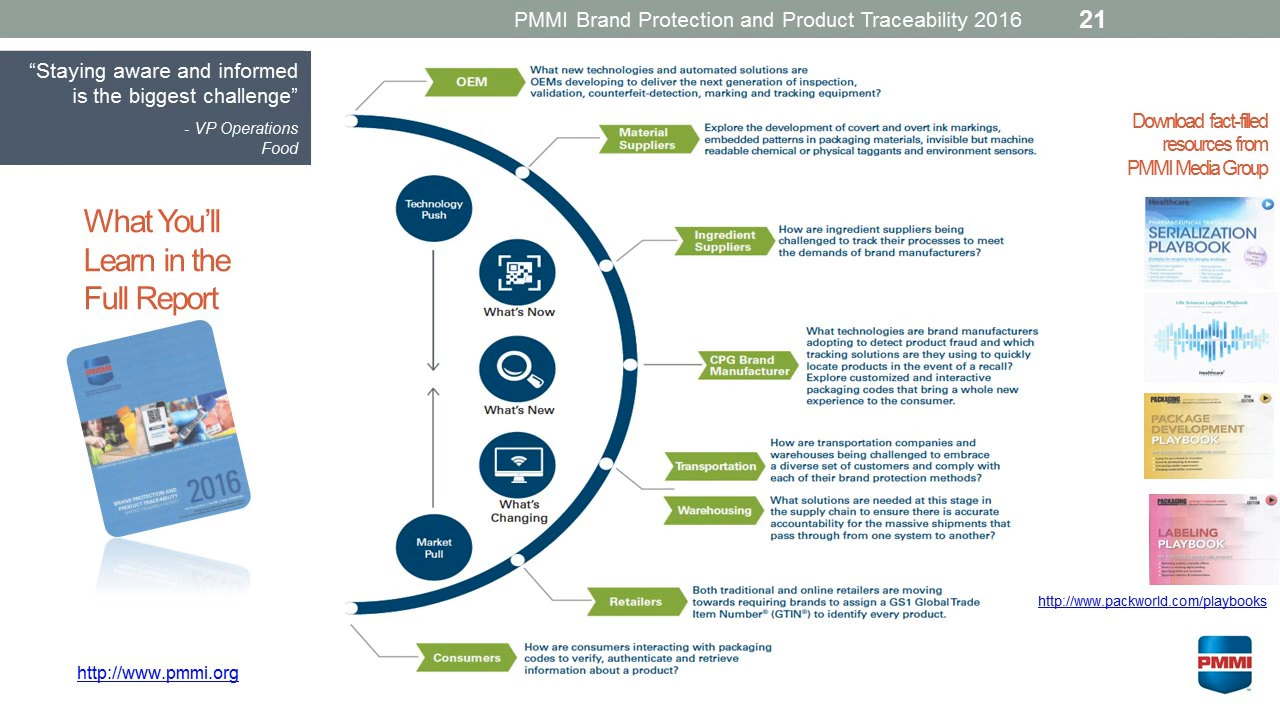 PMMI Brand Protection and Product Traceability 2016
21
“Staying aware and informed
is the biggest challenge”
- VP Operations
Food
What You’ll
Learn in the
Full Report
PMMI
BRAND PROTECTION AND
PRODUCT TRACEABILITY
2016
http://www.pmmi.org
OEM
What new technologies and automated solutions are
OEMs developing to deliver the next generation of inspection,
validation, counterfeit-detection, marking and tracking equipment?
Material
Suppliers
Explore the development of covert and overt ink markings,
embedded patterns in packaging materials, invisible but machine
readable chemical or physical taggants and environment sensors.
Technology
Push
Ingredient
Suppliers
How are ingredient suppliers being
challenged to track their processes to meet
the demands of brand manufacturers?
What’s Now
CPG Brand
Manufacturer
What technologies are brand manufacturers
adopting to detect product fraud and which
tracking solutions are they using to quickly
locate products in the event of a recall?
Explore customized and interactive
packaging codes that bring a whole new
experience to the consumer.
What’s New
Transportation
How are transportation companies and
warehouses being challenged to embrace
a diverse set of customers and comply with
each of their brand protection methods?
What’s
Changing
Warehousing
What solutions are needed at this stage in
the supply chain to ensure there is accurate
accountability for the massive shipments that
pass through from one system to another?
Market
Pull
Retailers
Both traditional and online retailers are moving
towards requiring brands to assign a GS1 Global Trade
Item Number® (GTIN®) to identify every product.
Consumers
How are consumers interacting with packaging
codes to verify, authenticate and retrieve
information about a product?
Download fact-filled
resources from
PMMI Media Group
Healthcare
SERIALIZATION
PLAYBOOK
Life Sciences Logistics Playbook
Healthcare
PACKAGING
PACKAGE
DEVELOPMENT
PLAYBOOK
PACKAGING
LABELING
PLAYBOOK
http://www.packworld.com/playbooks
PMMI